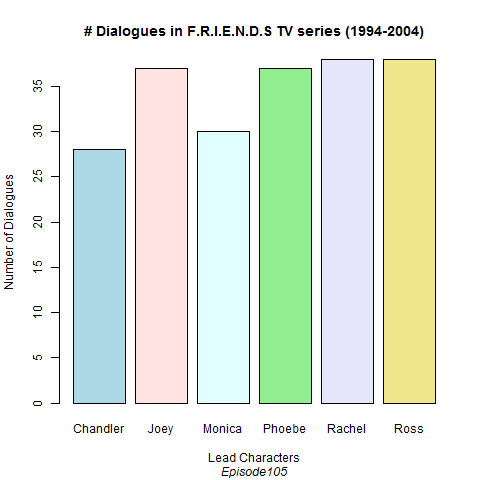 # Dialogues in F.R.I.E.N.D.S TV series (1994-2004)
Number of Dialogues
35
30
25
20
15
10
5
0
Chandler Joey Monica Phoebe Rachel Ross
Lead Characters
Episode105